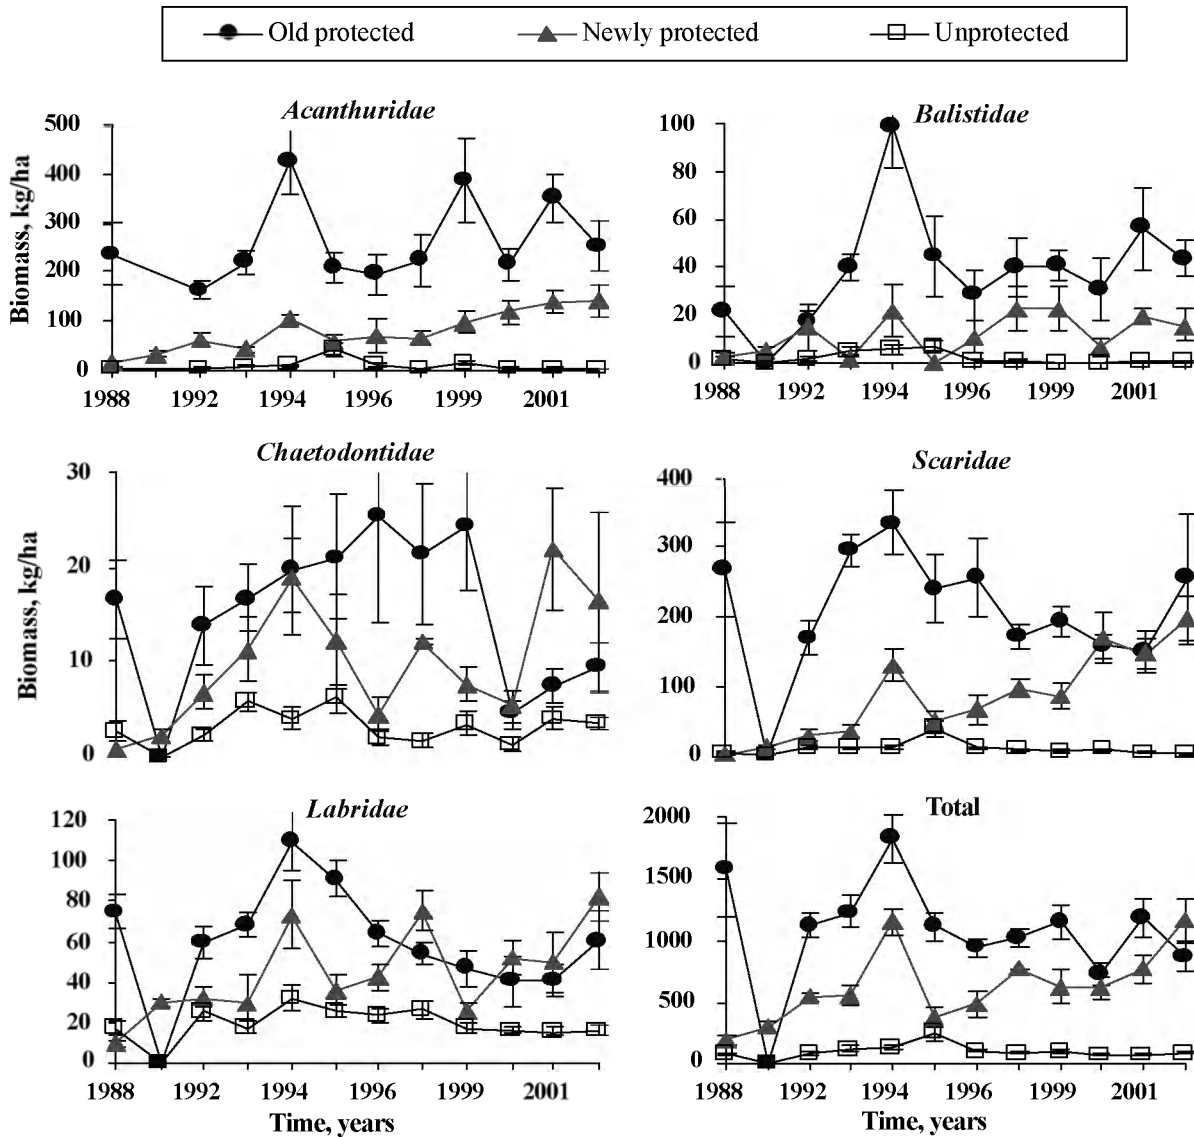 Old protected Newly protected Unprotected
Acanthuridae
Balistidae
Biomass, kg/ha
500
400
300
200
100
0
1988 1992 1994 1996 1999 2001
100
80
60
40
20
0
1988 1992 1994 1996 1999 2001
Chaetodontidae
Scaridae
Biomass, kg/ha
30
20
10
0
400
300
200
100
0
Labridae
Total
120
100
80
60
40
20
0
1988 1992 1994 1996 1999 2001
Time, years
2000
1500
1000
500
0
1988 1992 1994 1996 1999 2001
Time, years